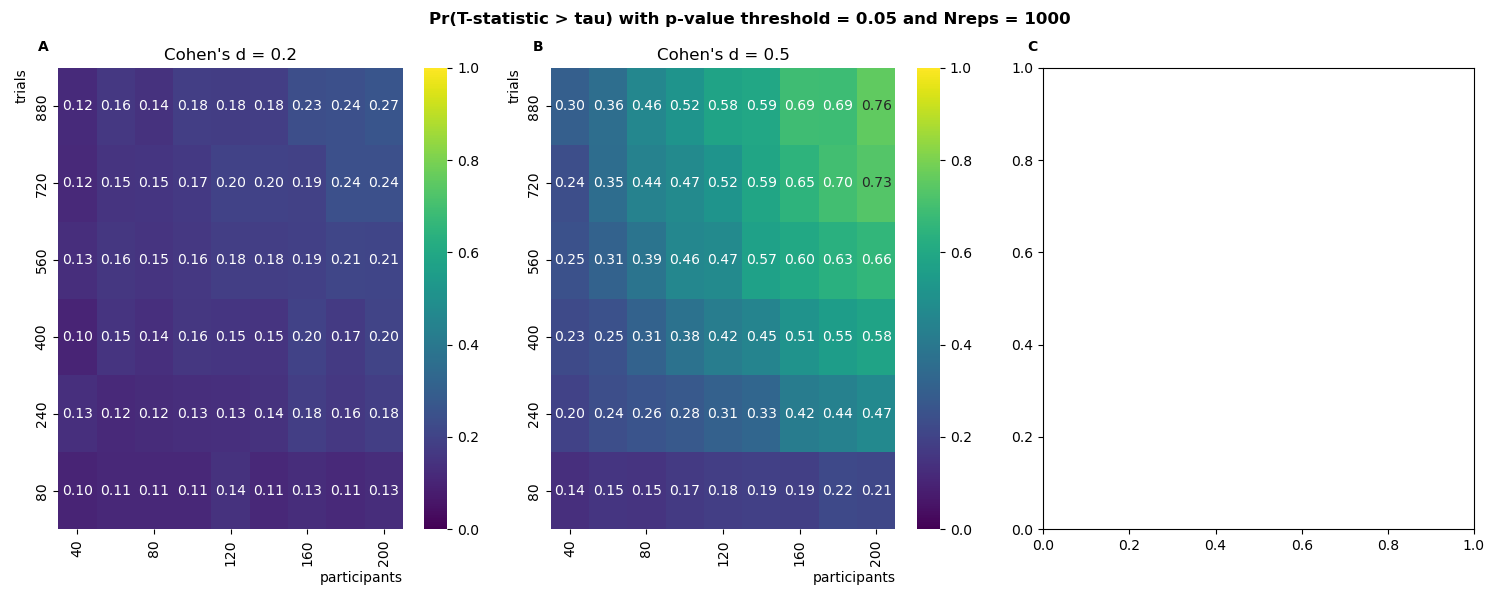 Pr(T-statistic > tau) with p-value threshold = 0.05 and Nreps = 1000
A
Cohen's d = 0.2
trials
880
720
560
400
240
80
0.12 0.16 0.14 0.18 0.18 0.18 0.23 0.24 0.27
0.12 0.15 0.15 0.17 0.20 0.20 0.19 0.24 0.24
0.13 0.16 0.15 0.16 0.18 0.18 0.19 0.21 0.21
0.10 0.15 0.14 0.16 0.15 0.15 0.20 0.17 0.20
0.13 0.12 0.12 0.13 0.13 0.14 0.18 0.16 0.18
0.10 0.11 0.11 0.11 0.14 0.11 0.13 0.11 0.13
40 80 120 160 200
participants
1.0
0.8
0.6
0.4
0.2
0.0
B
Cohen's d = 0.5
trials
880
720
560
400
240
80
0.30 0.36 0.46 0.52 0.58 0.59 0.69 0.69 0.76
0.24 0.35 0.44 0.47 0.52 0.59 0.65 0.70 0.73
0.25 0.31 0.39 0.46 0.47 0.57 0.60 0.63 0.66
0.23 0.25 0.31 0.38 0.42 0.45 0.51 0.55 0.58
0.20 0.24 0.26 0.28 0.31 0.33 0.42 0.44 0.47
0.14 0.15 0.15 0.17 0.18 0.19 0.19 0.22 0.21
40 80 120 160 200
participants
1.0
0.8
0.6
0.4
0.2
0.0
C
1.0
0.8
0.6
0.4
0.2
0.0
0.0 0.2 0.4 0.6 0.8 1.0